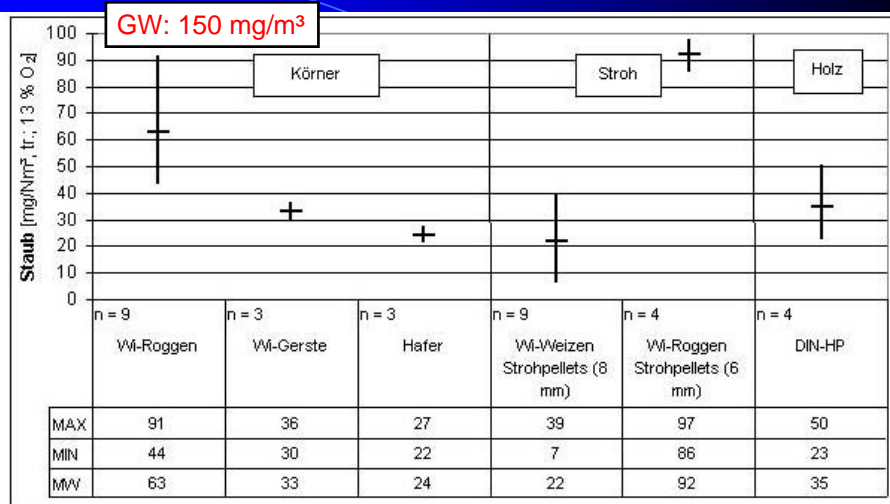 GW: 150 mg/m³
Staub [mg/Nm³, tr.; 13 % O₂]
100
90
80
70
60
50
40
30
20
10
0
Körner
Stroh
Holz
n = 9
n = 3
n = 3
n = 9
n = 4
n = 4
Wi-Roggen
Wi-Gerste
Hafer
Wi-Weizen
Strohpellets (8
mm)
Wi-Roggen
Strohpellets (6
mm)
DIN-HP
MAX 91 36 27 39 97 50
MIN 44 30 22 7 86 23
MW 63 33 24 22 92 35